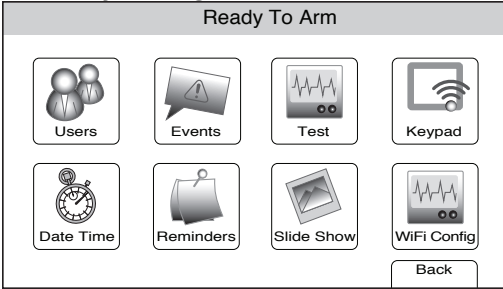 Ready To Arm
Users
Events
Test
Keypad
Date Time
Reminders
Slide Show
WiFi Config
Back